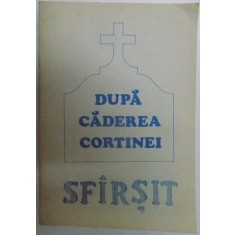 DUPĂ
CĂDEREA
CORTINEI
SFÎRȘIT